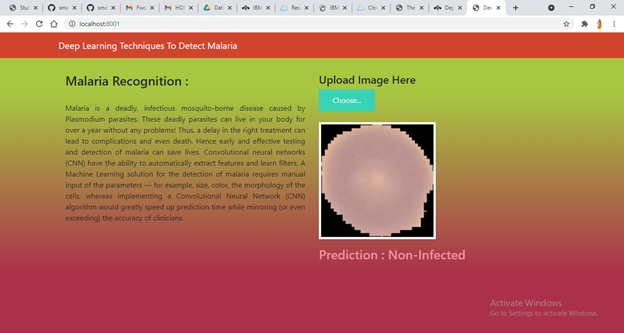 Stu
smu
smu
Fwd
HO
Dat
IBM
Res
IBM
Clo
The
Dep
Dee
localhost:8001
Deep Learning Techniques To Detect Malaria
Malaria Recognition :
Malaria is a deadly, infectious mosquito-borne disease caused by
Plasmodium parasites. These deadly parasites can live in your body for
over a year without any problems! Thus, a delay in the right treatment can
lead to complications and even death. Hence early and effective testing
and detection of malaria can save lives. Convolutional neural networks
(CNN) have the ability to automatically extract features and learn filters. A
Machine Learning solution for the detection of malaria requires manual
input of the parameters — for example, size, color, the morphology of the
cells, whereas implementing a Convolutional Neural Network (CNN)
algorithm would greatly speed up prediction time while mirroring (or even
exceeding) the accuracy of clinicians.
Upload Image Here
Choose...
Prediction : Non-Infected
Activate Windows
Go to Settings to activate Windows.